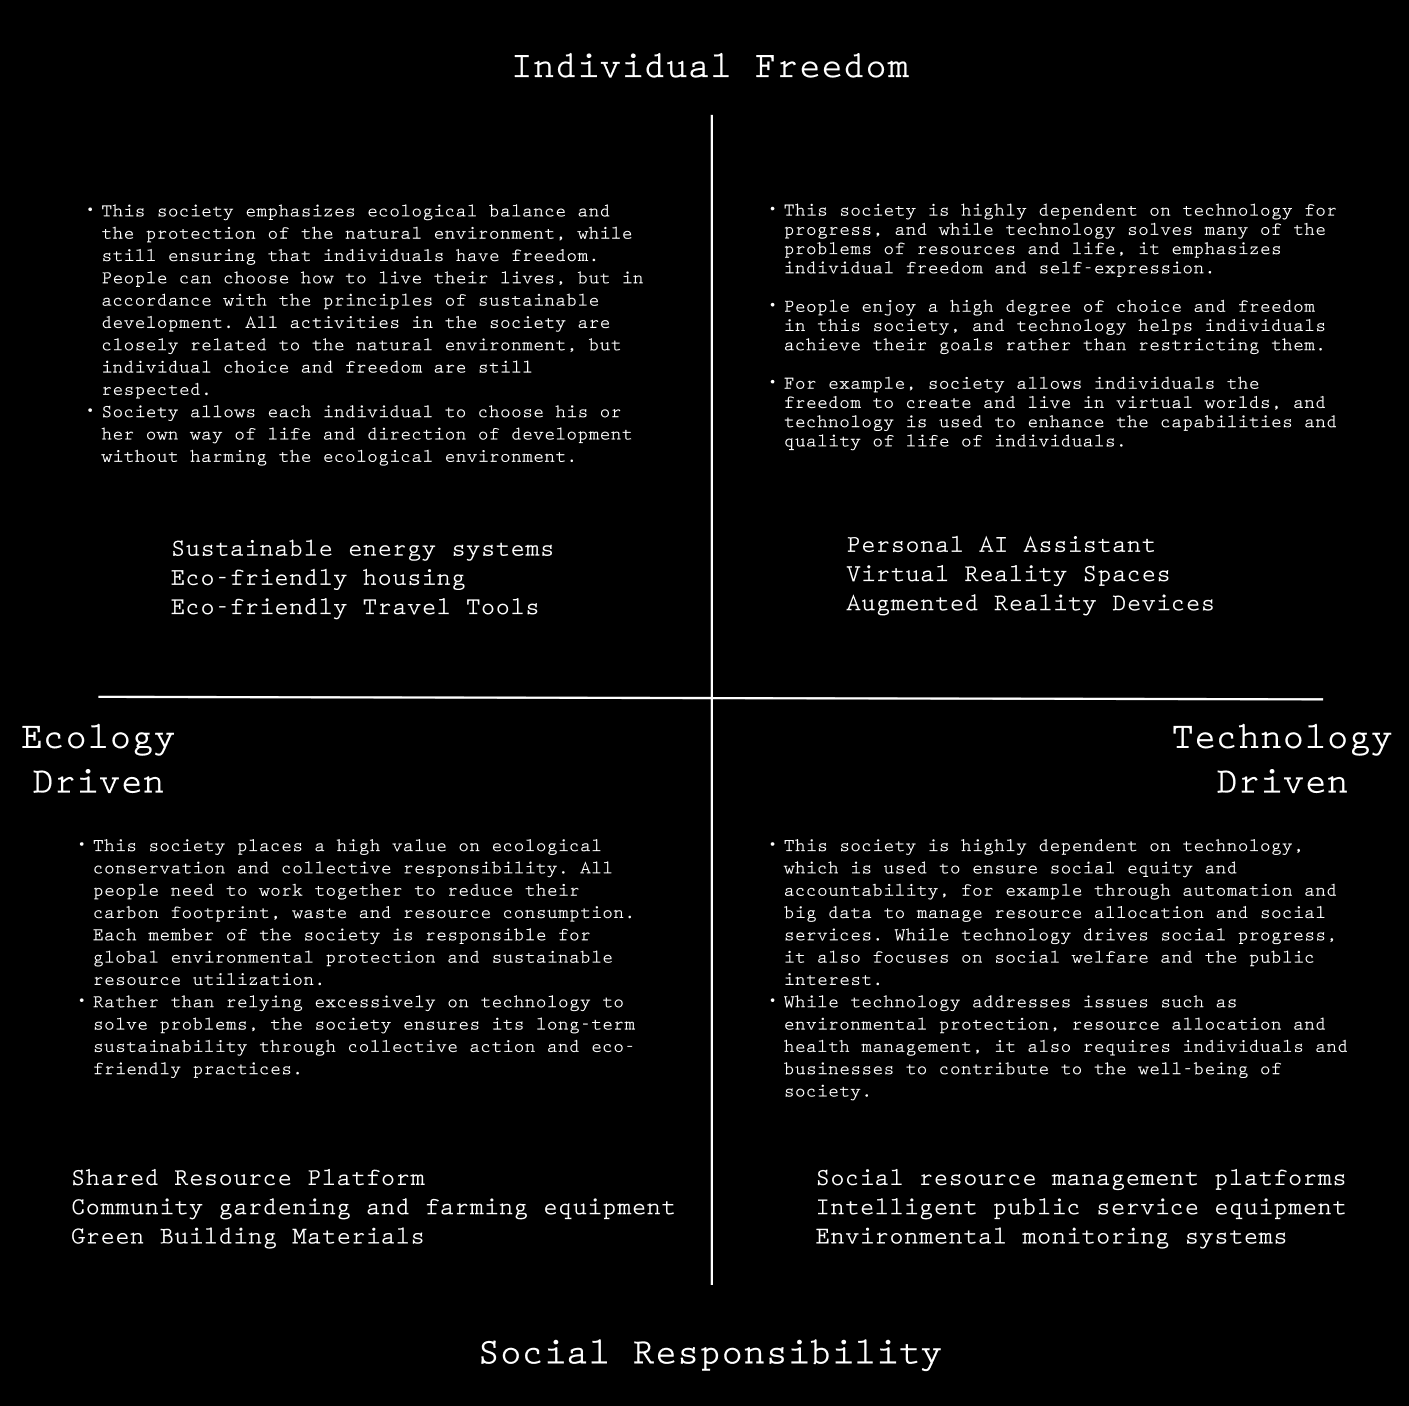 Individual Freedom
• This society emphasizes ecological balance and
the protection of the natural environment, while
still ensuring that individuals have freedom.
People can choose how to live their lives, but in
accordance with the principles of sustainable
development. All activities in the society are
closely related to the natural environment, but
individual choice and freedom are still
respected.
• Society allows each individual to choose his or
her own way of life and direction of development
without harming the ecological environment.
Sustainable energy systems
Eco-friendly housing
Eco-friendly Travel Tools
• This society is highly dependent on technology for
progress, and while technology solves many of the
problems of resources and life, it emphasizes
individual freedom and self-expression.
• People enjoy a high degree of choice and freedom
in this society, and technology helps individuals
achieve their goals rather than restricting them.
• For example, society allows individuals the
freedom to create and live in virtual worlds, and
technology is used to enhance the capabilities and
quality of life of individuals.
Personal AI Assistant
Virtual Reality Spaces
Augmented Reality Devices
Ecology
Driven
Technology
Driven
• This society places a high value on ecological
conservation and collective responsibility. All
people need to work together to reduce their
carbon footprint, waste and resource consumption.
Each member of the society is responsible for
global environmental protection and sustainable
resource utilization.
• Rather than relying excessively on technology to
solve problems, the society ensures its long-term
sustainability through collective action and eco-
friendly practices.
Shared Resource Platform
Community gardening and farming equipment
Green Building Materials
• This society is highly dependent on technology,
which is used to ensure social equity and
accountability, for example through automation and
big data to manage resource allocation and social
services. While technology drives social progress,
it also focuses on social welfare and the public
interest.
• While technology addresses issues such as
environmental protection, resource allocation and
health management, it also requires individuals and
businesses to contribute to the well-being of
society.
Social resource management platforms
Intelligent public service equipment
Environmental monitoring systems
Social Responsibility